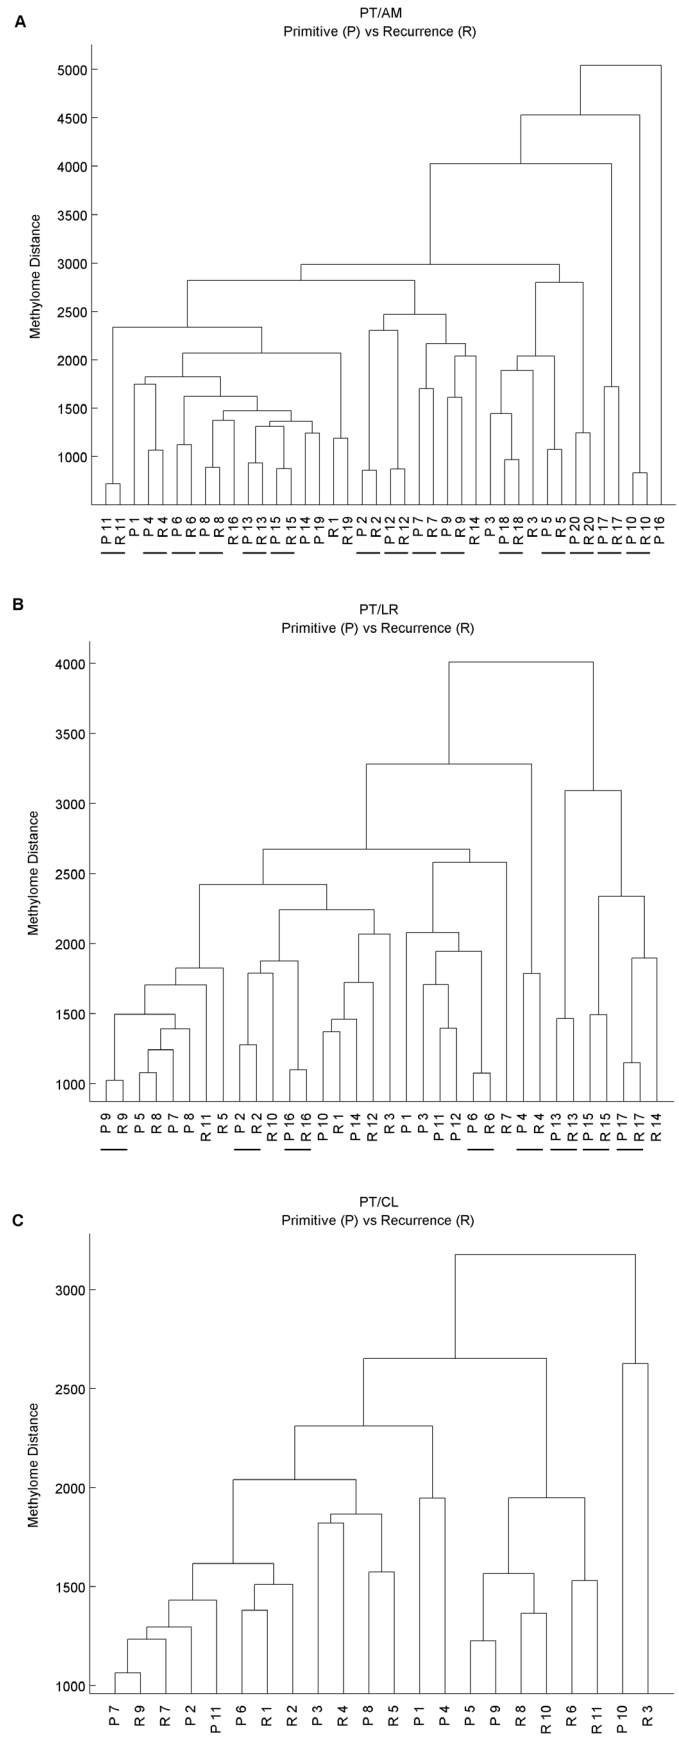 A
PT/AM
Primitive (P) vs Recurrence (R)
5000
4500
4000
3500
3000
2500
2000
1500
1000
Methylome Distance
P 11 R 11 P 1 P 4 R 4 P 6 R 6 P 8 R 8 R 16 P 13 R 13 P 15 R 15 P 14 P 19 R 1 R 19 P 2 R 2 P 12 R 12 P 7 R 7 P 9 R 9 R 14 P 3 P 18 R 18 R 3 P 5 R 5 P 20 R 20 P 17 R 17 P 10 R 10 P 16
B
PT/LR
Primitive (P) vs Recurrence (R)
4000
3500
3000
2500
2000
1500
1000
Methylome Distance
P 9 R 9 P 5 R 8 P 7 P 8 R 11 R 5 P 2 R 2 R 10 P 16 R 16 P 10 R 1 P 14 R 12 R 3 P 1 P 3 P 11 P 12 P 6 R 6 R 7 P 4 R 4 P 13 R 13 P 15 R 15 P 17 R 17 R 14
C
PT/CL
Primitive (P) vs Recurrence (R)
3000
2500
2000
1500
1000
Methylome Distance
P 7 R 9 R 7 P 2 P 11 P 6 R 1 R 2 P 3 R 4 P 8 R 5 P 1 P 4 P 5 P 9 R 8 R 10 R 6 R 11 P 10 R 3